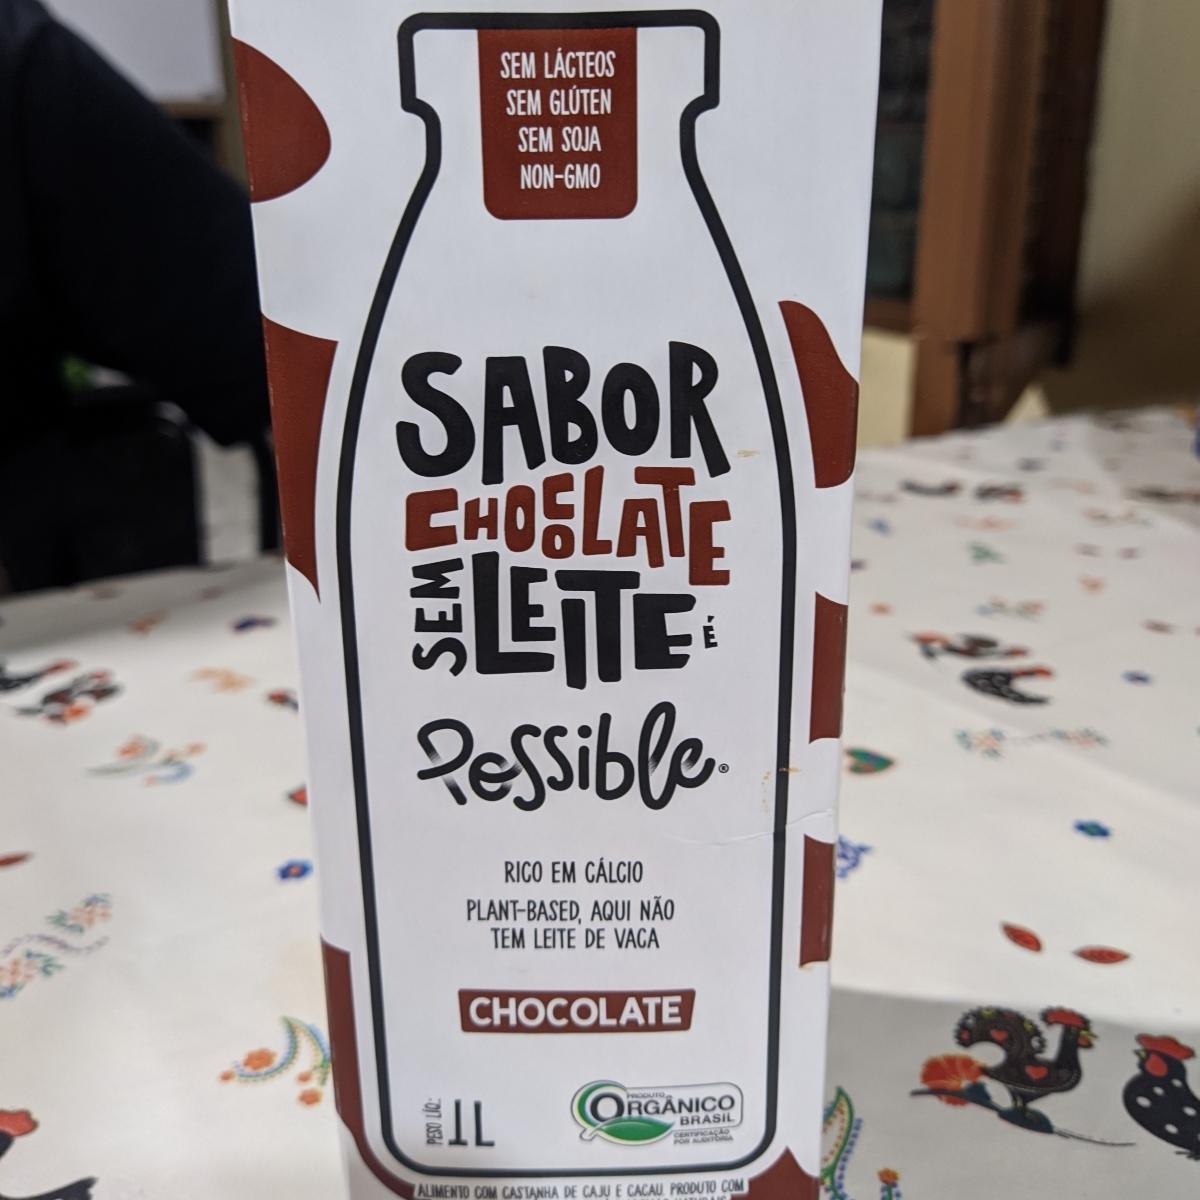 SEM LÁCTEOS
SEM GLÚTEN
SEM SOJA
NON-GMO
SABOR
CHOCOLATE
SEM LEITE É
Possible®
RICO EM CÁLCIO
PLANT-BASED, AQUI NÃO
TEM LEITE DE VACA
CHOCOLATE
PESO LÍQ.:
1L
PRODUTO
ORGÂNICO
BRASIL
CERTIFICAÇÃO
POR AUDITORIA
ALIMENTO COM CASTANHA DE CAJU E CACAU. PRODUTO COM